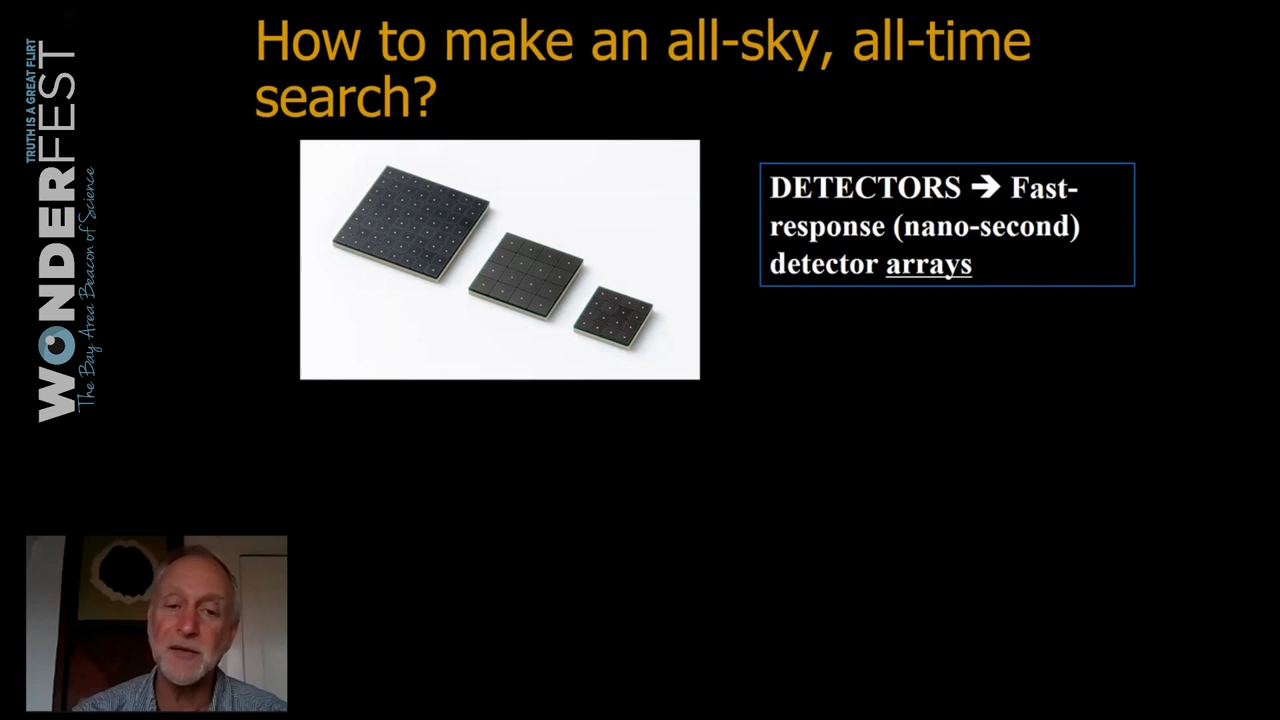 How to make an all-sky, all-time
search?
TRUTH IS A GREAT FLIRT
WONDERFEST
The Bay Area Beacon of Science
DETECTORS ➔ Fast-
response (nano-second)
detector arrays